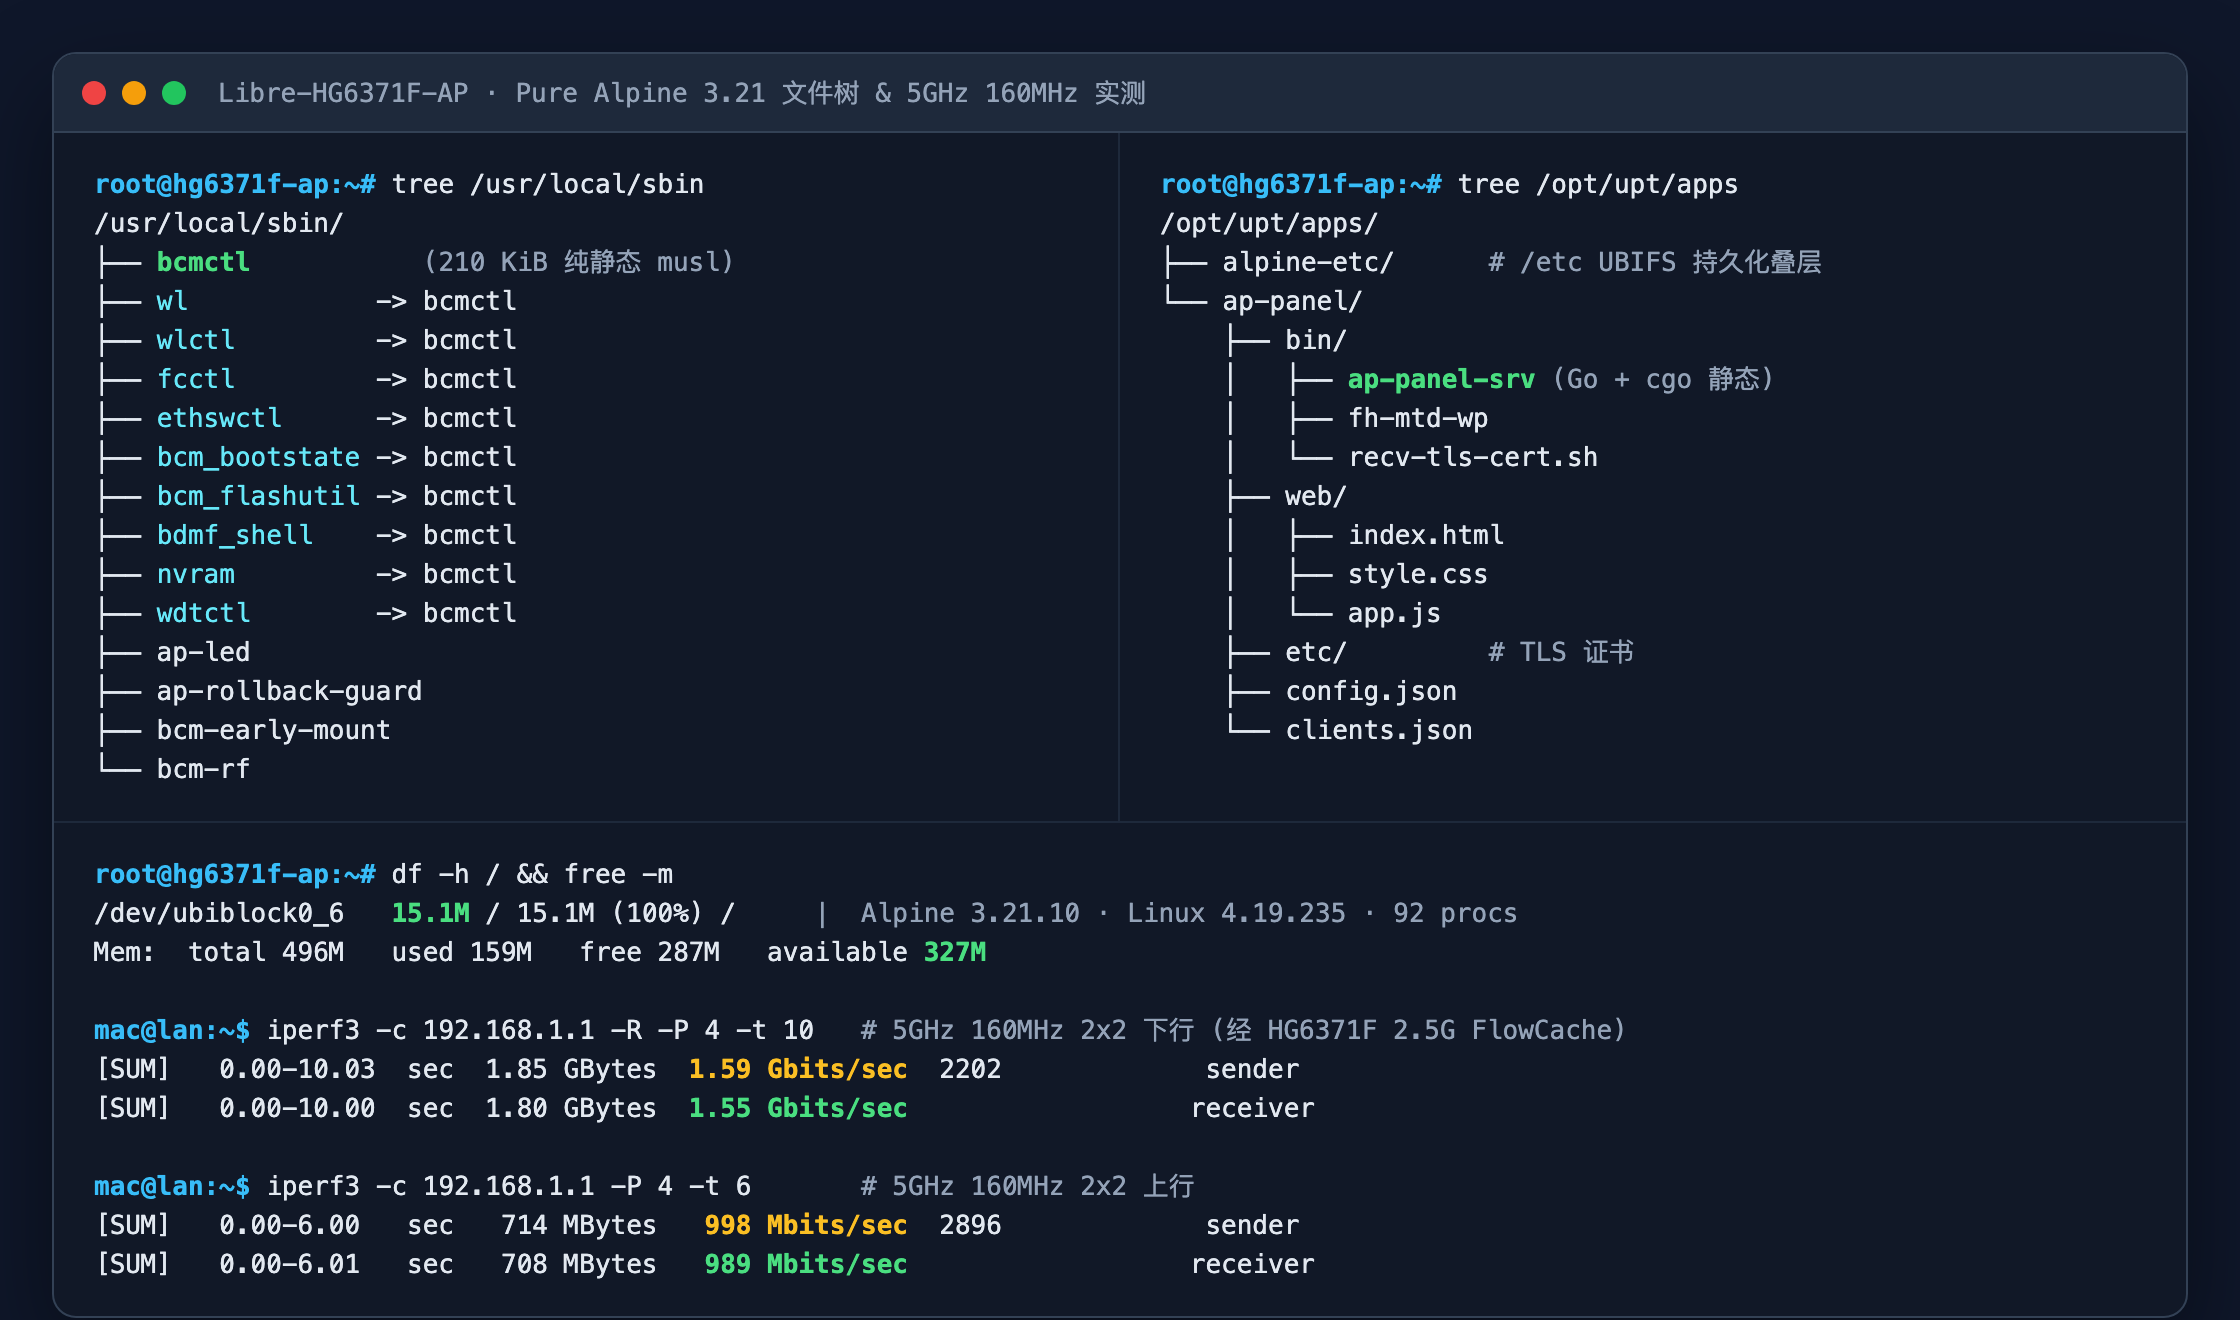 Libre-HG6371F-AP · Pure Alpine 3.21 文件树 & 5GHz 160MHz 实测
root@hg6371f-ap:~# tree /usr/local/sbin
/usr/local/sbin/
├── bcmctl           (210 KiB 纯静态 musl)
├── wl            -> bcmctl
├── wlctl         -> bcmctl
├── fcctl         -> bcmctl
├── ethswctl      -> bcmctl
├── bcm_bootstate -> bcmctl
├── bcm_flashutil -> bcmctl
├── bdmf_shell    -> bcmctl
├── nvram         -> bcmctl
├── wdtctl        -> bcmctl
├── ap-led
├── ap-rollback-guard
├── bcm-early-mount
└── bcm-rf
root@hg6371f-ap:~# tree /opt/upt/apps
/opt/upt/apps/
├── alpine-etc/      # /etc UBIFS 持久化叠层
└── ap-panel/
    ├── bin/
    │   ├── ap-panel-srv (Go + cgo 静态)
    │   ├── fh-mtd-wp
    │   └── recv-tls-cert.sh
    ├── web/
    │   ├── index.html
    │   ├── style.css
    │   └── app.js
    ├── etc/         # TLS 证书
    ├── config.json
    └── clients.json
root@hg6371f-ap:~# df -h / && free -m
/dev/ubiblock0_6   15.1M / 15.1M (100%) /     |  Alpine 3.21.10 · Linux 4.19.235 · 92 procs
Mem:  total 496M   used 159M   free 287M   available 327M
mac@lan:~$ iperf3 -c 192.168.1.1 -R -P 4 -t 10   # 5GHz 160MHz 2x2 下行 (经 HG6371F 2.5G FlowCache)
[SUM]   0.00-10.03  sec  1.85 GBytes  1.59 Gbits/sec  2202             sender
[SUM]   0.00-10.00  sec  1.80 GBytes  1.55 Gbits/sec                  receiver
mac@lan:~$ iperf3 -c 192.168.1.1 -P 4 -t 6       # 5GHz 160MHz 2x2 上行
[SUM]   0.00-6.00   sec   714 MBytes   998 Mbits/sec  2896             sender
[SUM]   0.00-6.01   sec   708 MBytes   989 Mbits/sec                  receiver